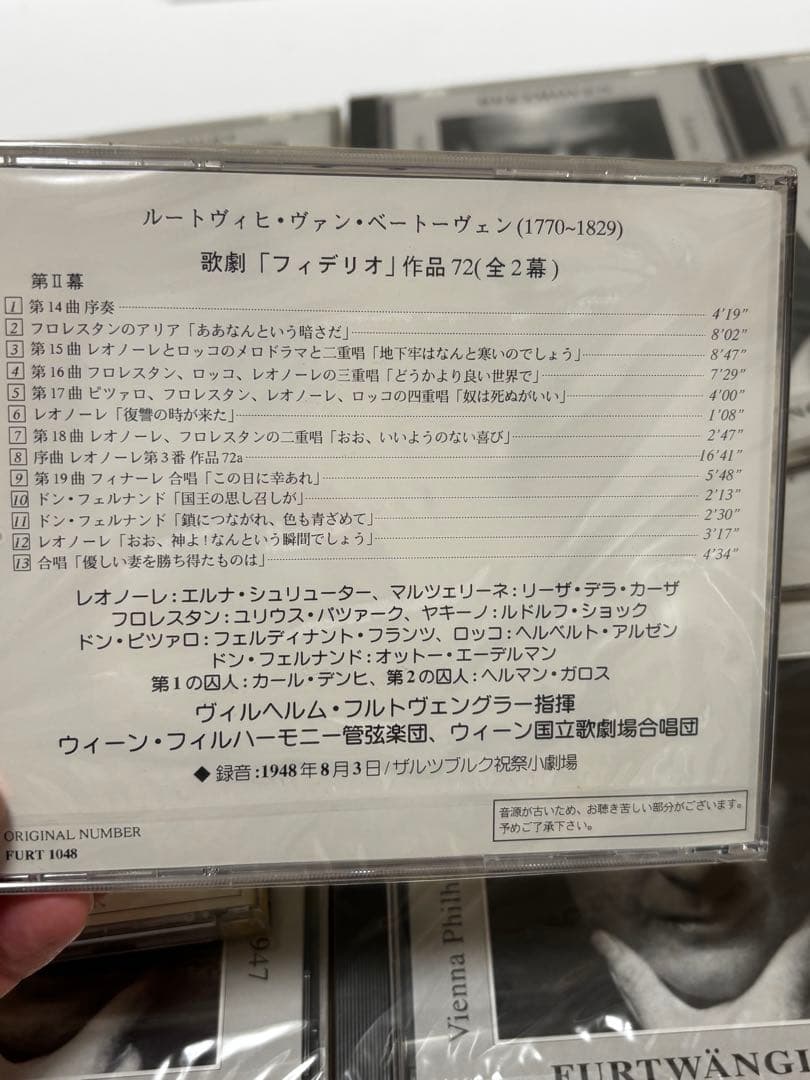 ルートヴィヒ・ヴァン・ベートーヴェン(1770~1829)
歌劇「フィデリオ」作品72(全2幕)
第Ⅱ幕
1 第14曲 序奏 4'19"
2 フロレスタンのアリア「ああなんという暗さだ」 8'02"
3 第15曲 レオノーレとロッコのメロドラマと二重唱「地下牢はなんと寒いのでしょう」 8'47"
4 第16曲 フロレスタン、ロッコ、レオノーレの三重唱「どうかより良い世界で」 7'29"
5 第17曲 ピツァロ、フロレスタン、レオノーレ、ロッコの四重唱「奴は死ぬがいい」 4'00"
6 レオノーレ「復讐の時が来た」 1'08"
7 第18曲 レオノーレ、フロレスタンの二重唱「おお、いいようのない喜び」 2'47"
8 序曲 レオノーレ第3番 作品72a 16'41"
9 第19曲 フィナーレ 合唱「この日に幸あれ」 5'48"
10 ドン・フェルナンド「国王の思し召しが」 2'13"
11 ドン・フェルナンド「鎖につながれ、色も青ざめて」 2'30"
12 レオノーレ「おお、神よ!なんという瞬間でしょう」 3'17"
13 合唱「優しい妻を勝ち得たものは」 4'34"
レオノーレ:エルナ・シュリューター、マルツェリーネ:リーザ・デラ・カーザ
フロレスタン:ユリウス・パツァーク、ヤキーノ:ルドルフ・ショック
ドン・ピツァロ:フェルディナント・フランツ、ロッコ:ヘルベルト・アルゼン
ドン・フェルナンド:オットー・エーデルマン
第1の囚人:カール・デンヒ、第2の囚人:ヘルマン・ガロス
ヴィルヘルム・フルトヴェングラー指揮
ウィーン・フィルハーモニー管弦楽団、ウィーン国立歌劇場合唱団
◆録音:1948年8月3日/ザルツブルク祝祭小劇場
音源が古いため、お聴き苦しい部分がございます。
予めご了承下さい。
ORIGINAL NUMBER
FURT 1048
947
Vienna Philh
FURTWÄNGL